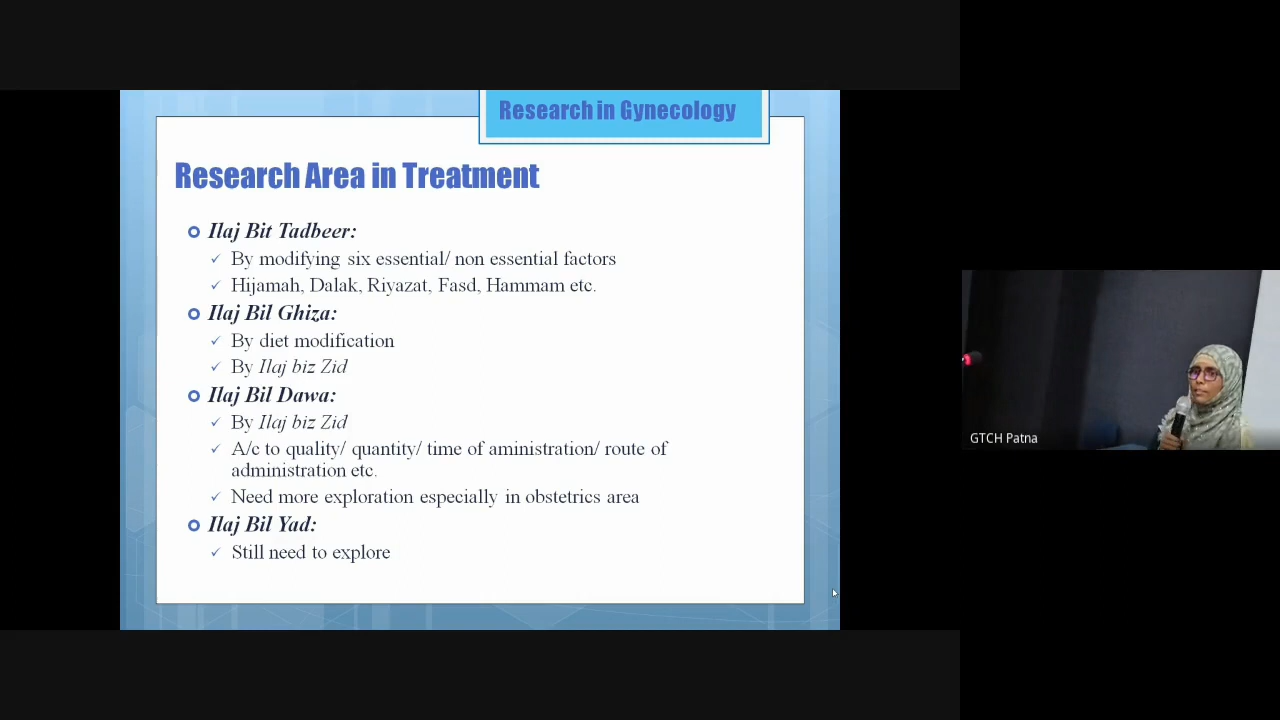 Research in Gynecology
Research Area in Treatment
Ilaj Bit Tadbeer:
By modifying six essential/ non essential factors
Hijamah, Dalak, Riyazat, Fasd, Hammam etc.
Ilaj Bil Ghiza:
By diet modification
By Ilaj biz Zid
Ilaj Bil Dawa:
By Ilaj biz Zid
A/c to quality/ quantity/ time of aministration/ route of
administration etc.
Need more exploration especially in obstetrics area
Ilaj Bil Yad:
Still need to explore
GTCH Patna